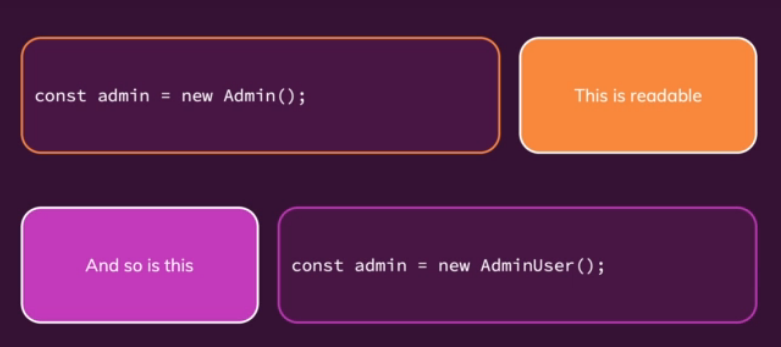 const admin = new Admin();
This is readable
And so is this
const admin = new AdminUser();